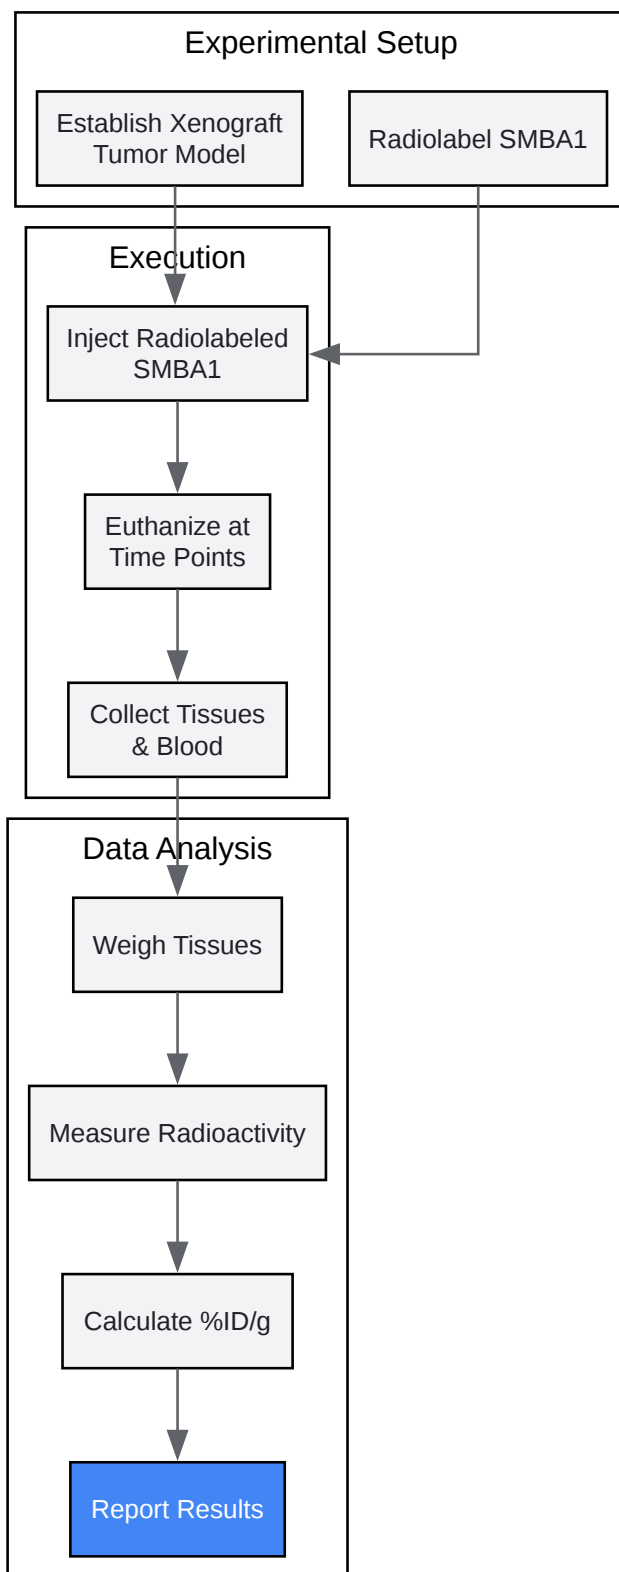 Experimental Setup
Establish Xenograft
Tumor Model
Radiolabel SMBA1
Execution
Inject Radiolabeled
SMBA1
Euthanize at
Time Points
Collect Tissues
& Blood
Data Analysis
Weigh Tissues
Measure Radioactivity
Calculate %ID/g
Report Results